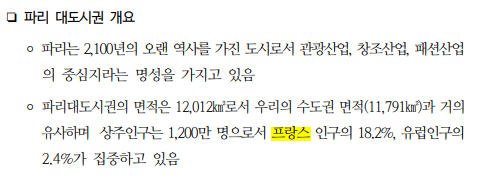 ❑ 파리 대도시권 개요
○ 파리는 2,100년의 오랜 역사를 가진 도시로서 관광산업, 창조산업, 패션산업
의 중심지라는 명성을 가지고 있음
○ 파리대도시권의 면적은 12,012㎢로서 우리의 수도권 면적(11,791㎢)과 거의
유사하며 상주인구는 1,200만 명으로서 프랑스 인구의 18.2%, 유럽인구의
2.4%가 집중하고 있음